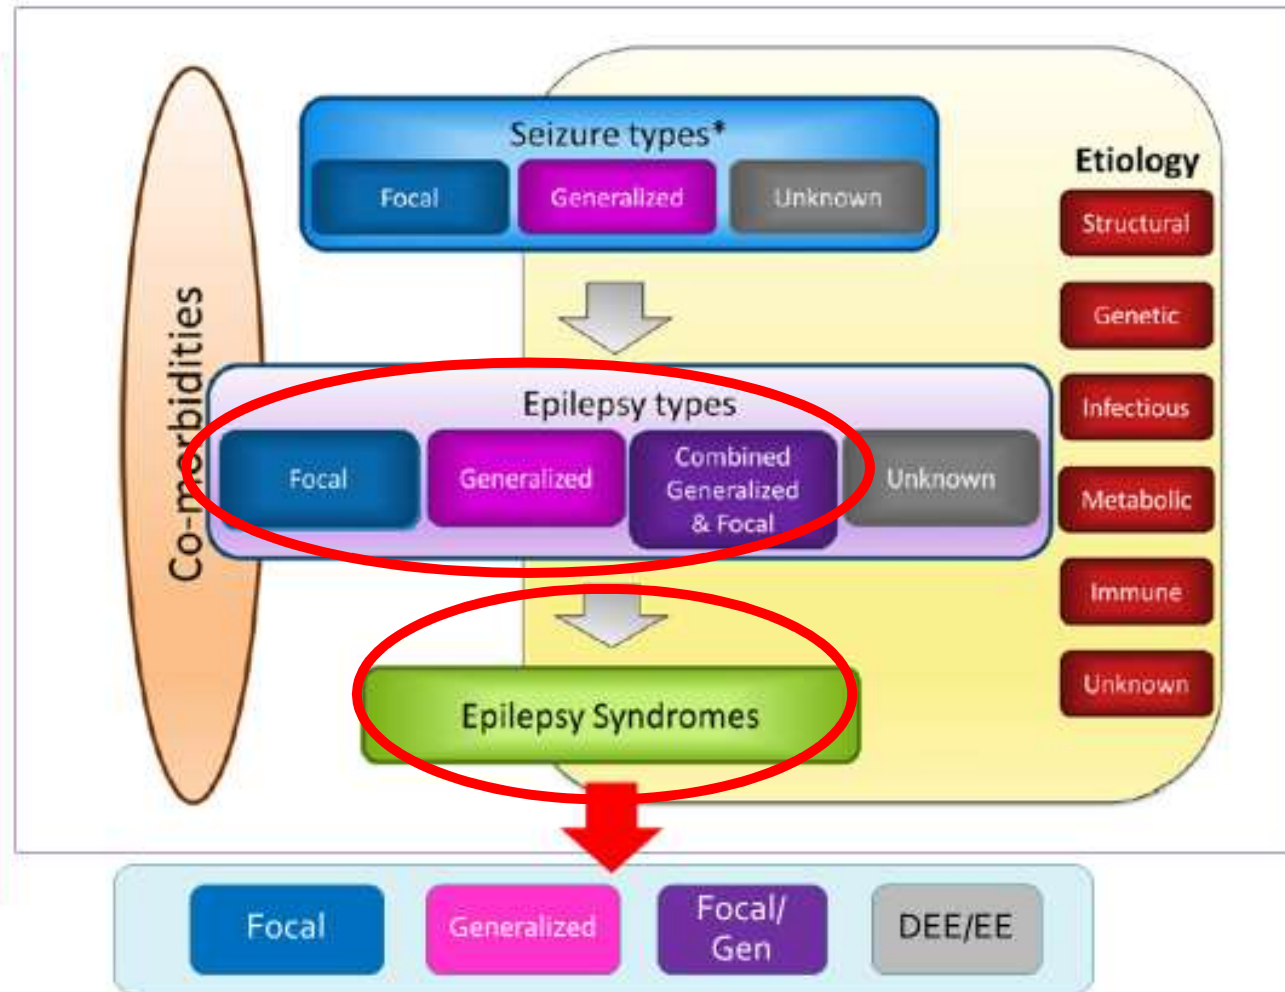 Seizure types*
Focal
Generalized
Unknown
Etiology
Structural
Genetic
Infectious
Metabolic
Immune
Unknown
Co-morbidities
Epilepsy types
Focal
Generalized
Combined
Generalized
& Focal
Unknown
Epilepsy Syndromes
Focal
Generalized
Focal/
Gen
DEE/EE